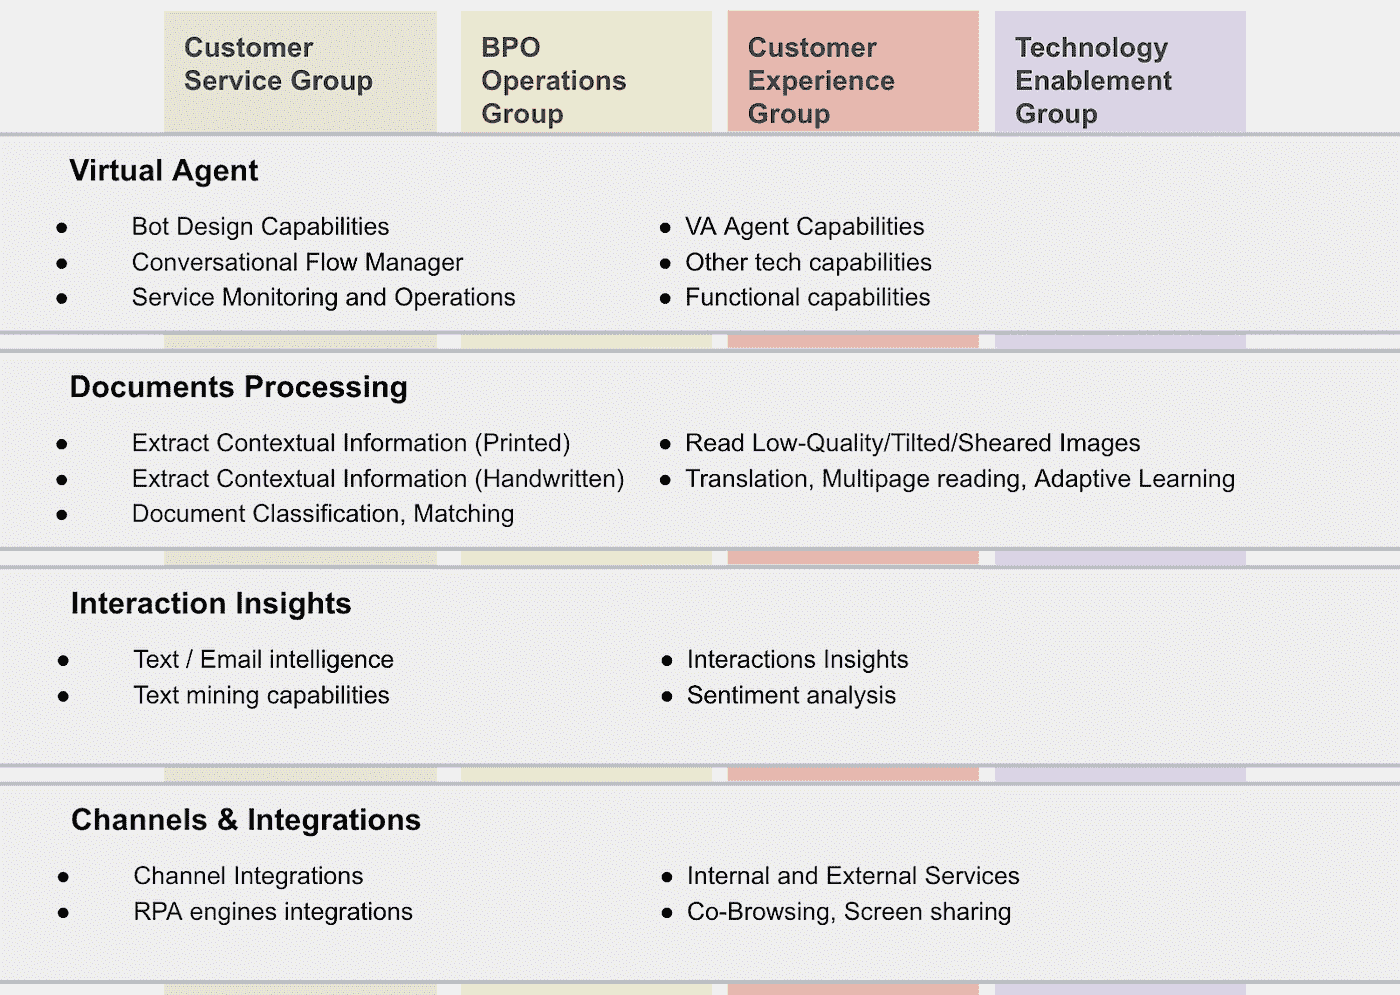 Customer
Service Group
BPO
Operations
Group
Customer
Experience
Group
Technology
Enablement
Group
Virtual Agent
● Bot Design Capabilities
● Conversational Flow Manager
● Service Monitoring and Operations
● VA Agent Capabilities
● Other tech capabilities
● Functional capabilities
Documents Processing
● Extract Contextual Information (Printed)
● Extract Contextual Information (Handwritten)
● Document Classification, Matching
● Read Low-Quality/Tilted/Sheared Images
● Translation, Multipage reading, Adaptive Learning
Interaction Insights
● Text / Email intelligence
● Text mining capabilities
● Interactions Insights
● Sentiment analysis
Channels & Integrations
● Channel Integrations
● RPA engines integrations
● Internal and External Services
● Co-Browsing, Screen sharing